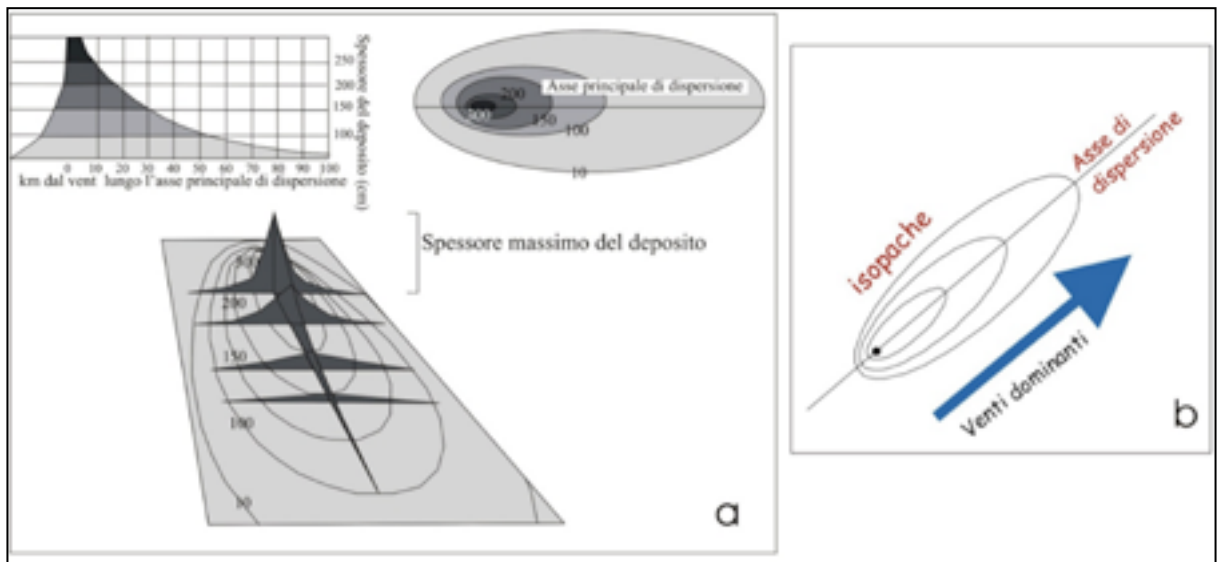 250
200
150
100
Spessore del deposito (cm)
0 10 20 30 40 50 60 70 80 90 100
km dal vent lungo l'asse principale di dispersione
Asse principale di dispersione
200
150
100
10
Spessore massimo del deposito
200
150
100
10
a
isopache
Asse di
dispersione
Venti dominanti
b